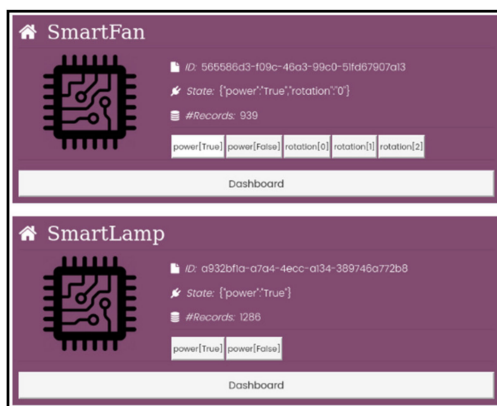 SmartFan
ID: 565586d3-f09c-46a3-99c0-51fd67907a13
State: {"power":"True","rotation":"0"}
#Records: 939
power[True] power[False] rotation[0] rotation[1] rotation[2]
Dashboard
SmartLamp
ID: a932bf1a-a7a4-4ecc-a134-389746a772b8
State: {"power":"True"}
#Records: 1286
power[True] power[False]
Dashboard